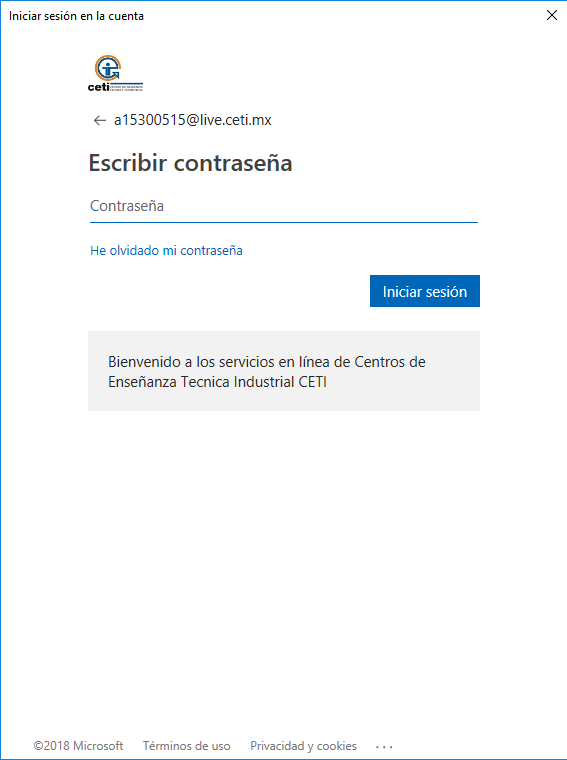 Iniciar sesión en la cuenta
ceti
a15300515@live.ceti.mx
Escribir contraseña
Contraseña
He olvidado mi contraseña
Iniciar sesión
Bienvenido a los servicios en línea de Centros de
Enseñanza Tecnica Industrial CETI
©2018 Microsoft Términos de uso Privacidad y cookies ...